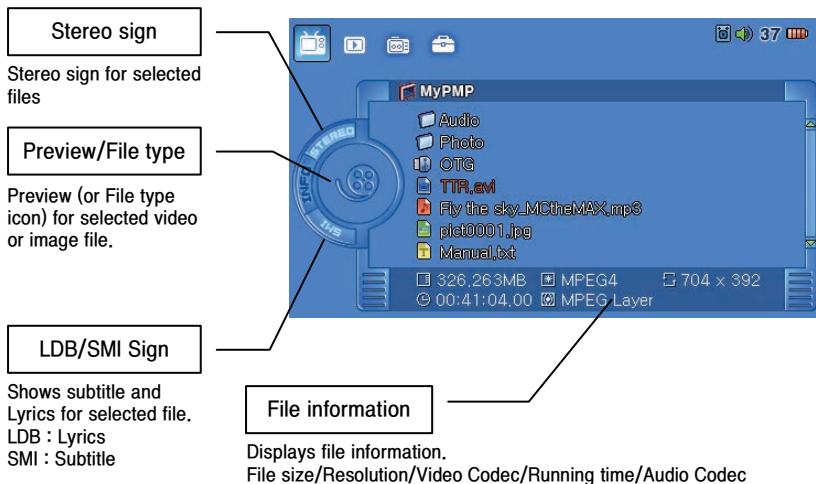 Stereo sign
Stereo sign for selected
files
Preview/File type
Preview (or File type
icon) for selected video
or image file.
LDB/SMI Sign
Shows subtitle and
Lyrics for selected file.
LDB : Lyrics
SMI : Subtitle
37
MyPMP
STEREO
INFO
SMI
Audio
Photo
OTG
TTR.avi
Fly the sky_MCtheMAX.mp3
pict0001.jpg
Manual.txt
326.263MB MPEG4 704 x 392
00:41:04.00 MPEG Layer
File information
Displays file information.
File size/Resolution/Video Codec/Running time/Audio Codec